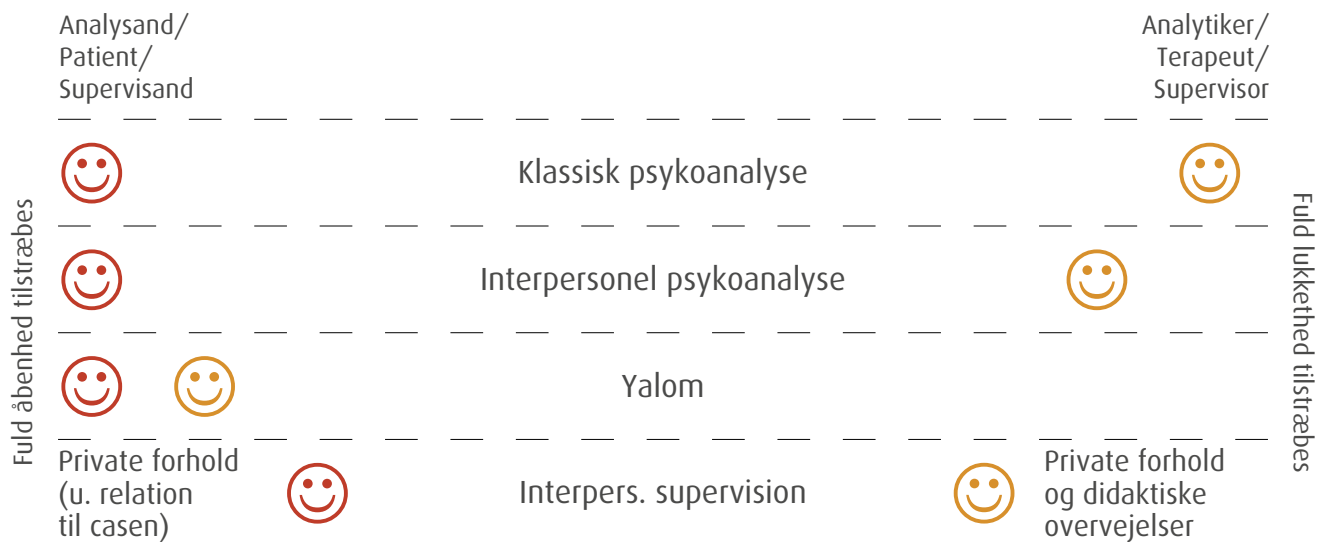 Analysand/
Patient/
Supervisand
Analytiker/
Terapeut/
Supervisor
Fuld åbenhed tilstræbes
Klassisk psykoanalyse
Interpersonel psykoanalyse
Yalom
Private forhold
(u. relation
til casen)
Interpers. supervision
Private forhold
og didaktiske
overvejelser
Fuld lukkethed tilstræbes